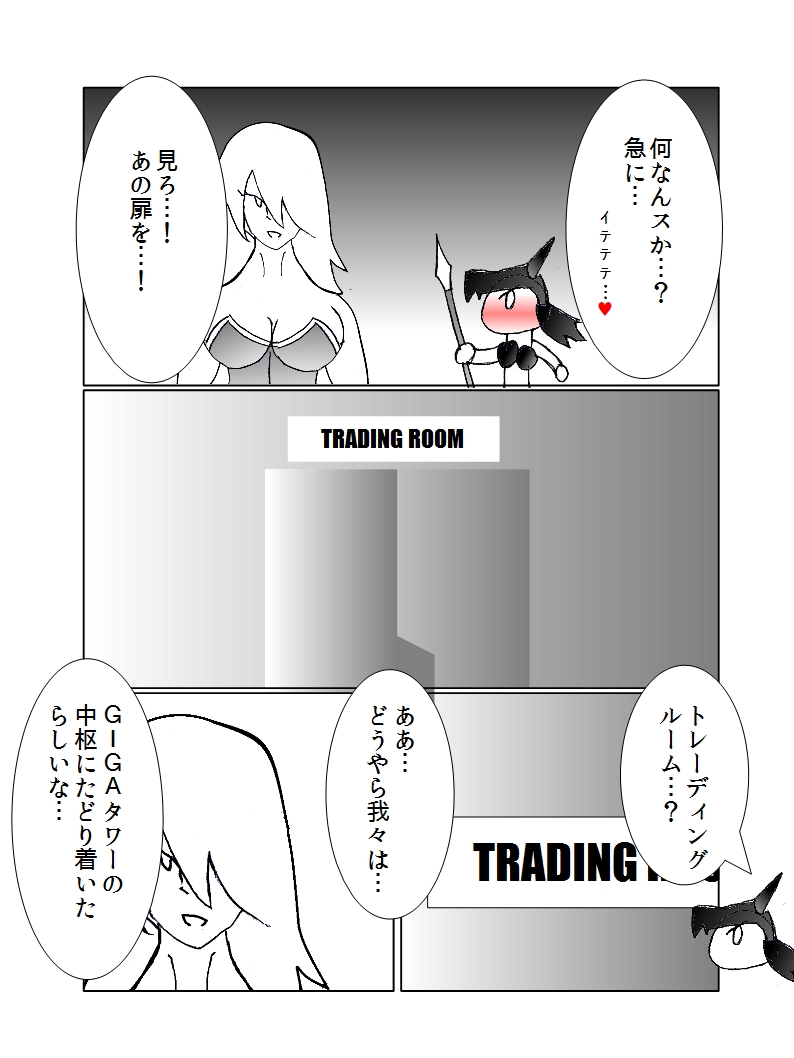 何なんスか…？
急に…
ｲﾃﾃﾃ…♥
見ろ…！
あの扉を…！
TRADING ROOM
トレーディング
ルーム…？
TRADING
ああ…
どうやら我々は…
ＧＩＧＡタワーの
中枢にたどり着いた
らしいな…